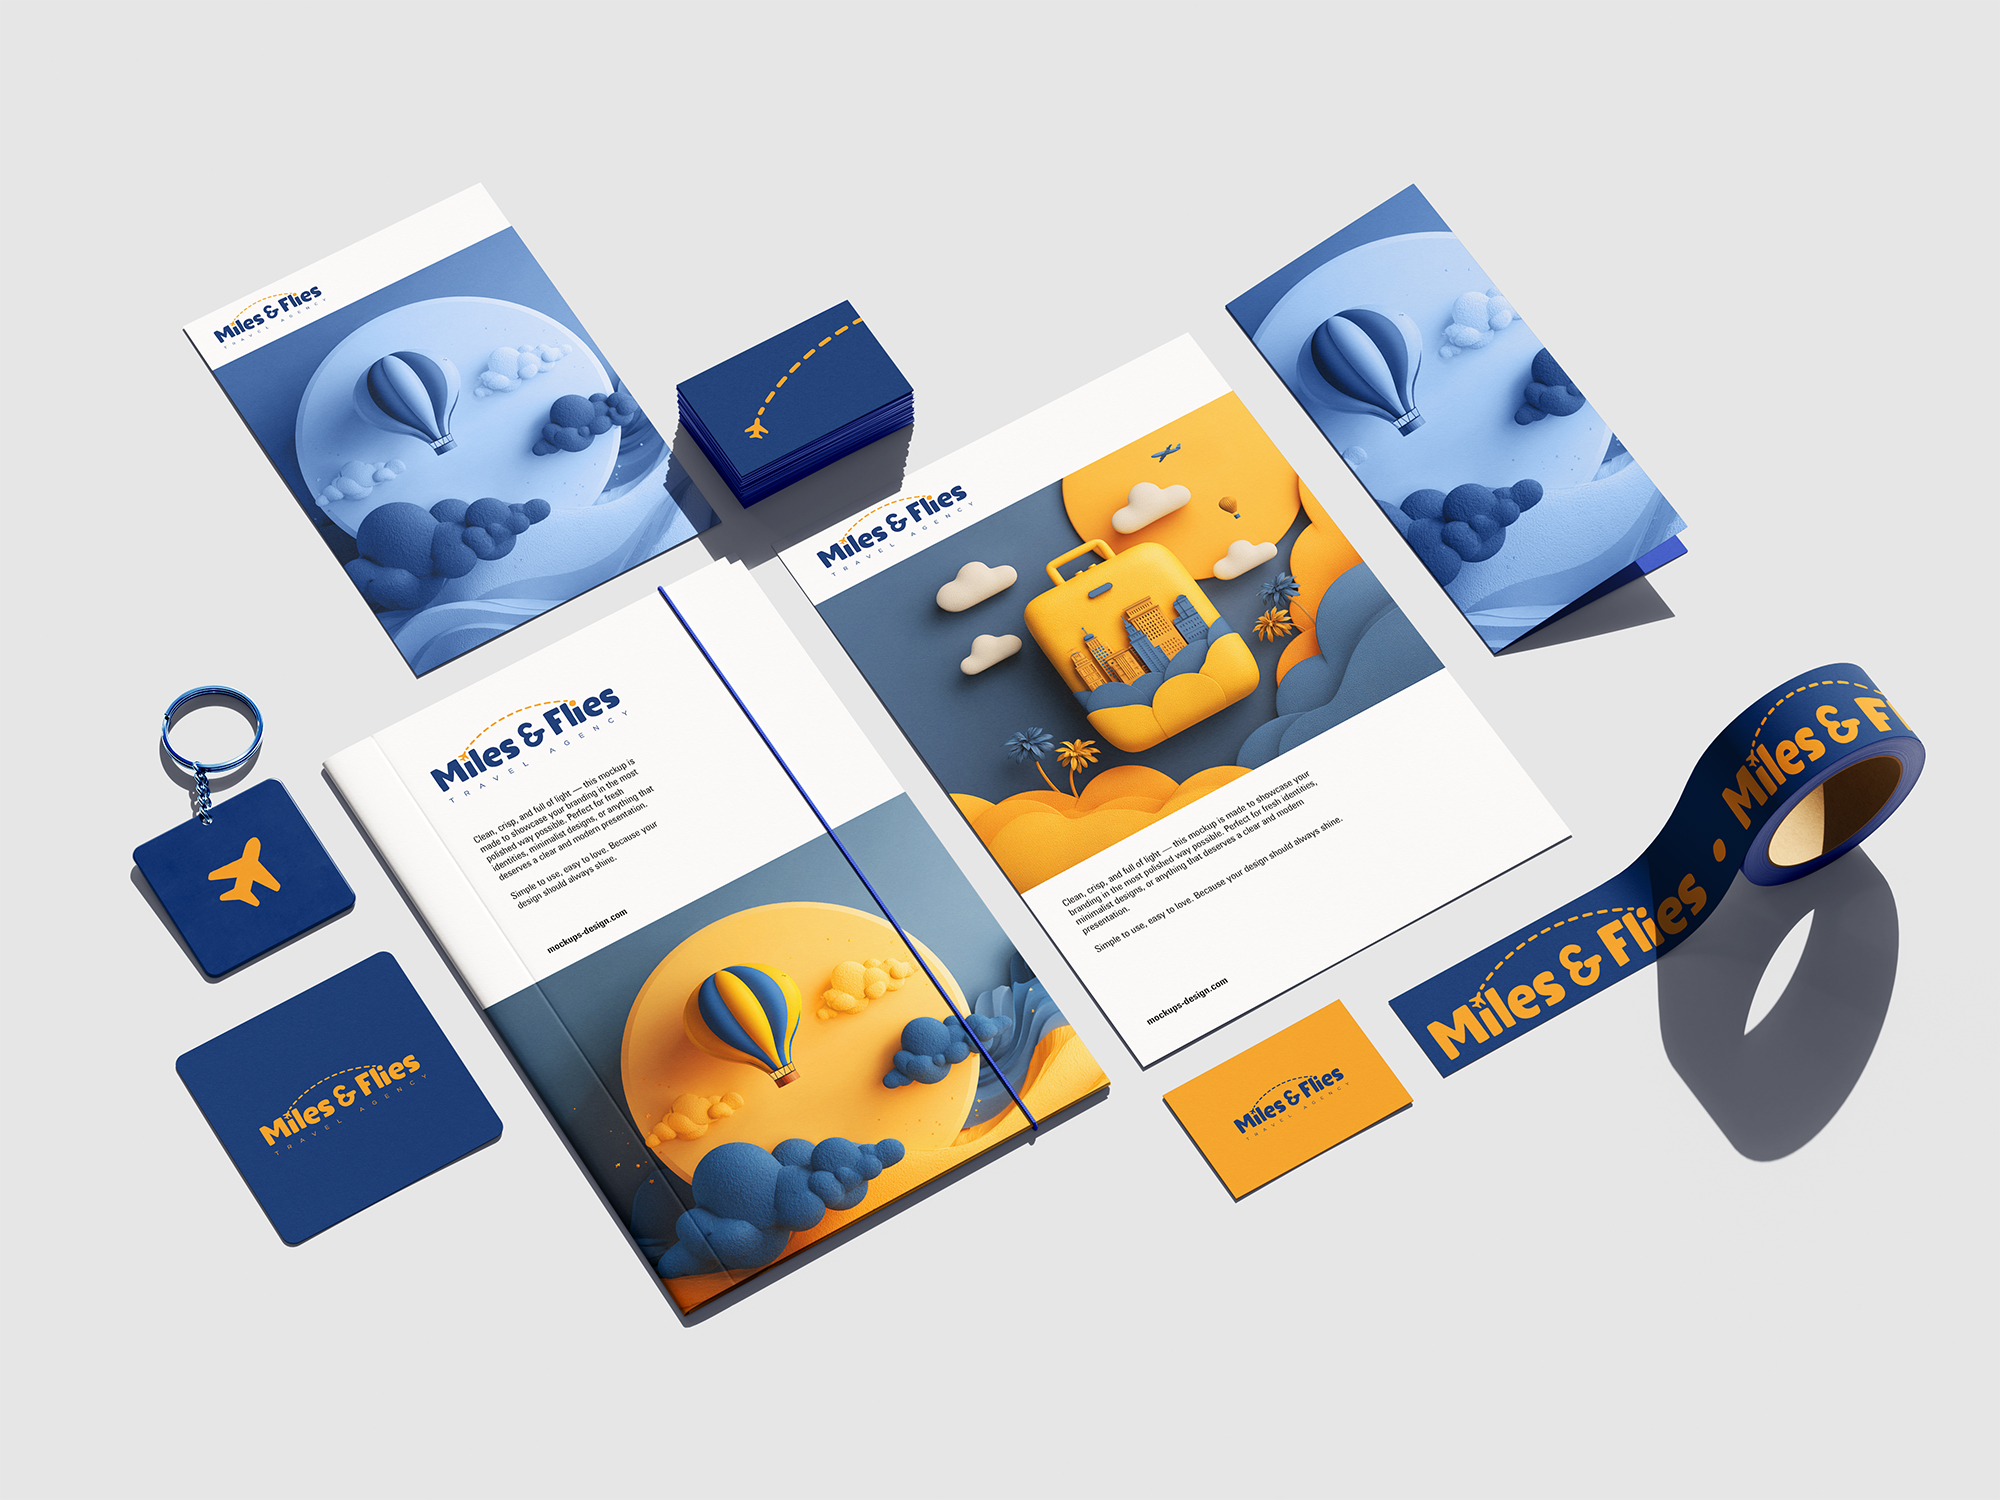 Miles & Flies
TRAVEL AGENCY
Miles & Flies
TRAVEL AGENCY
Clean, crisp, and full of light — this mockup is made to showcase your
branding in the most polished way possible. Perfect for fresh identities,
minimalist designs, or anything that deserves a clear and modern
presentation.
Simple to use, easy to love. Because your design should always shine.
mockups-design.com
Miles & Flies
TRAVEL AGENCY
Clean, crisp, and full of light — this mockup is
made to showcase your branding in the most
polished way possible. Perfect for fresh
identities, minimalist designs, or anything that
deserves a clear and modern presentation.
Simple to use, easy to love. Because your
design should always shine.
mockups-design.com
Miles & Flies • Miles & Fl
Miles & Flies
TRAVEL AGENCY
Miles & Flies
TRAVEL AGENCY